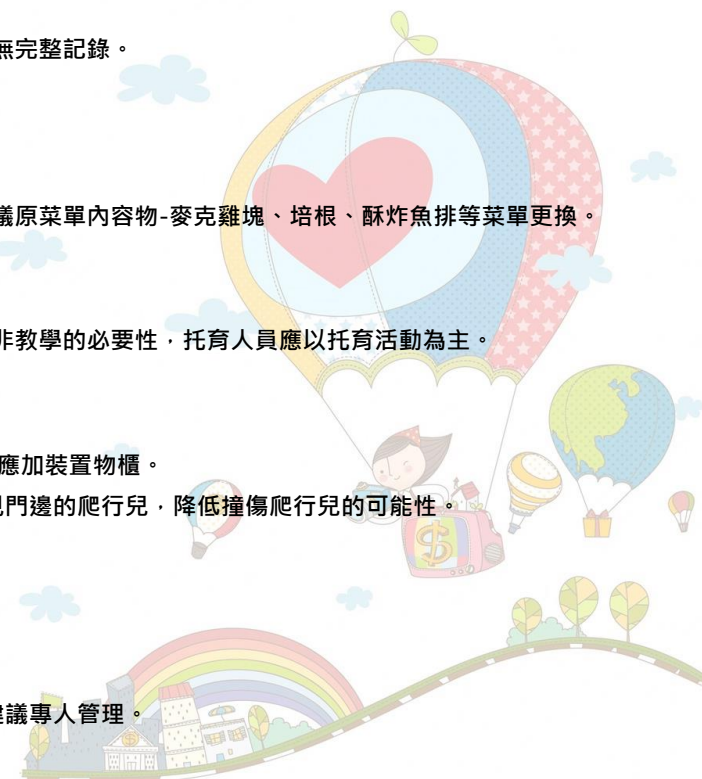 無完整記錄。
議原菜單內容物-麥克雞塊、培根、酥炸魚排等菜單更換。
非教學的必要性，托育人員應以托育活動為主。
應加裝置物櫃。
見門邊的爬行兒，降低撞傷爬行兒的可能性。
建議專人管理。